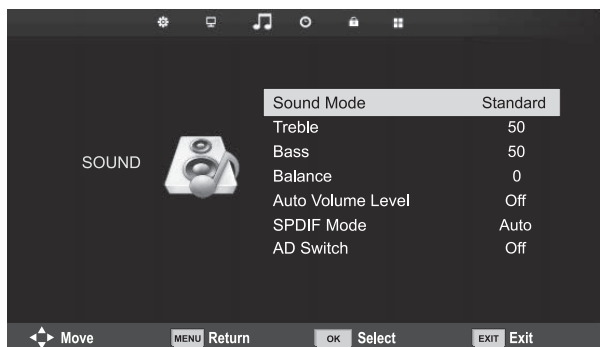 SOUND
Sound Mode Standard
Treble 50
Bass 50
Balance 0
Auto Volume Level Off
SPDIF Mode Auto
AD Switch Off
Move MENU Return OK Select EXIT Exit